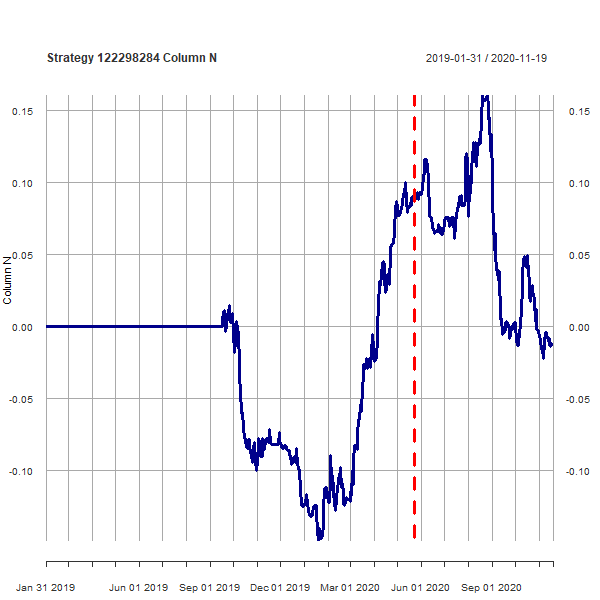 Strategy 122298284 Column N
2019-01-31 / 2020-11-19
0.15
0.10
0.05
0.00
-0.05
-0.10
Column N
0.15
0.10
0.05
0.00
-0.05
-0.10
Jan 31 2019
Jun 01 2019
Sep 01 2019
Dec 01 2019
Mar 01 2020
Jun 01 2020
Sep 01 2020